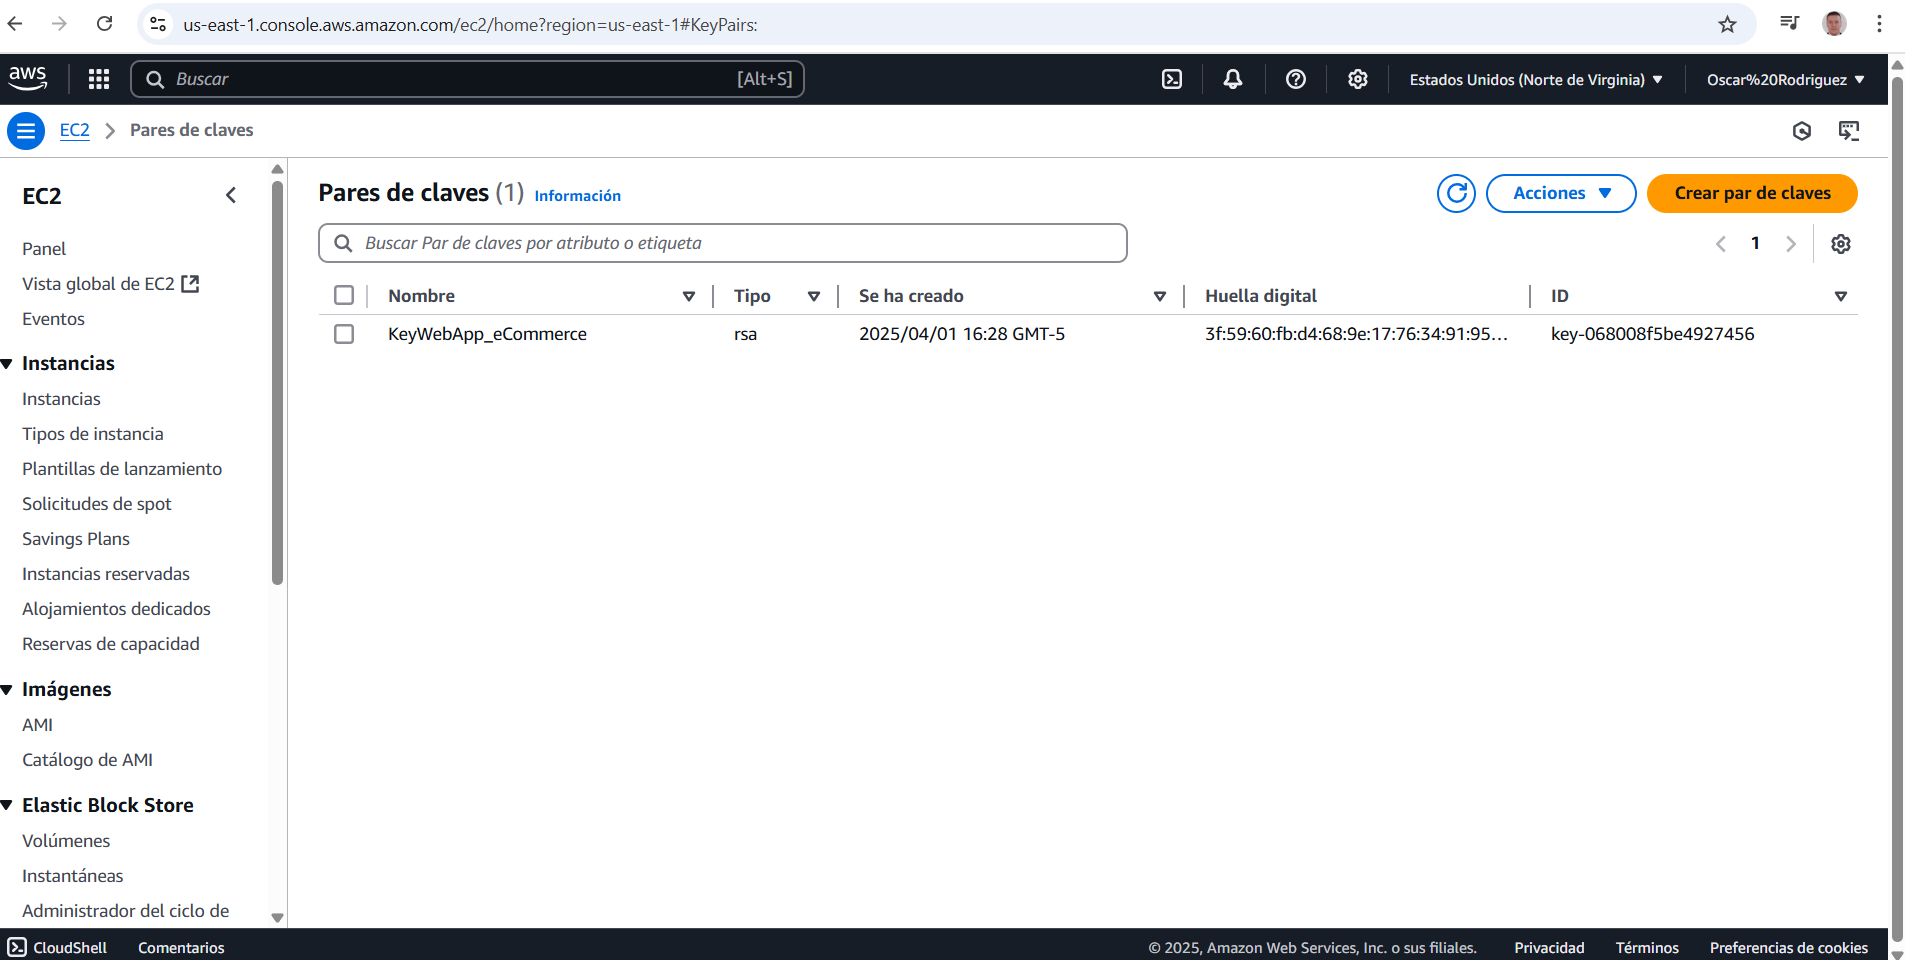 us-east-1.console.aws.amazon.com/ec2/home?region=us-east-1#KeyPairs:
aws
Buscar [Alt+S]
Estados Unidos (Norte de Virginia)
Oscar%20Rodriguez
EC2 > Pares de claves
EC2
Panel
Vista global de EC2
Eventos
Instancias
Instancias
Tipos de instancia
Plantillas de lanzamiento
Solicitudes de spot
Savings Plans
Instancias reservadas
Alojamientos dedicados
Reservas de capacidad
Imágenes
AMI
Catálogo de AMI
Elastic Block Store
Volúmenes
Instantáneas
Administrador del ciclo de
Pares de claves (1) Información
Acciones
Crear par de claves
Buscar Par de claves por atributo o etiqueta
1
Nombre Tipo Se ha creado Huella digital ID
KeyWebApp_eCommerce rsa 2025/04/01 16:28 GMT-5 3f:59:60:fb:d4:68:9e:17:76:34:91:95... key-068008f5be4927456
CloudShell Comentarios
© 2025, Amazon Web Services, Inc. o sus filiales. Privacidad Términos Preferencias de cookies